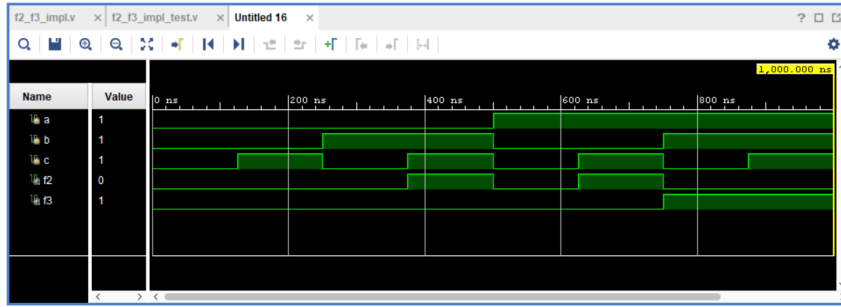 f2_f3_impl.v × f2_f3_impl_test.v × Untitled 16 ×
?
1,000.000 ns
Name Value 0 ns 200 ns 400 ns 600 ns 800 ns
a 1
b 1
c 1
f2 0
f3 1